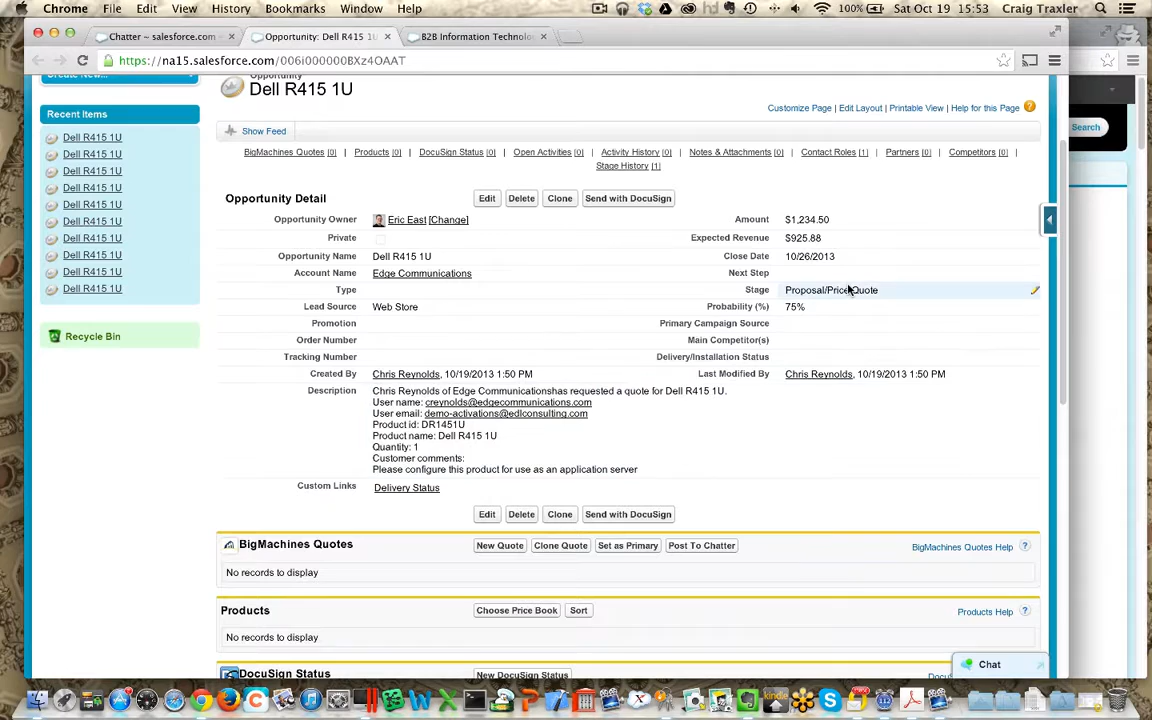 Chrome File Edit View History Bookmarks Window Help 100% Sat Oct 19 15:53 Craig Traxler
Chatter ~ salesforce.com - Opportunity: Dell R415 1U B2B Information Technolo
https://na15.salesforce.com/006i000000BXz4OAAT
Create New...
Opportunity
Dell R415 1U
Customize Page | Edit Layout | Printable View | Help for this Page
Search
Recent Items
Dell R415 1U
Dell R415 1U
Dell R415 1U
Dell R415 1U
Dell R415 1U
Dell R415 1U
Dell R415 1U
Dell R415 1U
Dell R415 1U
Dell R415 1U
Recycle Bin
Show Feed
BigMachines Quotes [0] | Products [0] | DocuSign Status [0] | Open Activities [0] | Activity History [0] | Notes & Attachments [0] | Contact Roles [1] | Partners [0] | Competitors [0] |
Stage History [1]
Opportunity Detail Edit Delete Clone Send with DocuSign
Opportunity Owner Eric East [Change] Amount $1,234.50
Private Expected Revenue $925.88
Opportunity Name Dell R415 1U Close Date 10/26/2013
Account Name Edge Communications Next Step
Type Stage Proposal/Price Quote
Lead Source Web Store Probability (%) 75%
Promotion Primary Campaign Source
Order Number Main Competitor(s)
Tracking Number Delivery/Installation Status
Created By Chris Reynolds, 10/19/2013 1:50 PM Last Modified By Chris Reynolds, 10/19/2013 1:50 PM
Description Chris Reynolds of Edge Communicationshas requested a quote for Dell R415 1U.
User name: creynolds@edgecommunications.com
User email: demo-activations@edlconsulting.com
Product id: DR1451U
Product name: Dell R415 1U
Quantity: 1
Customer comments:
Please configure this product for use as an application server
Custom Links Delivery Status
Edit Delete Clone Send with DocuSign
BigMachines Quotes New Quote Clone Quote Set as Primary Post To Chatter BigMachines Quotes Help
No records to display
Products Choose Price Book Sort Products Help
No records to display
DocuSign Status New DocuSign Status
Chat